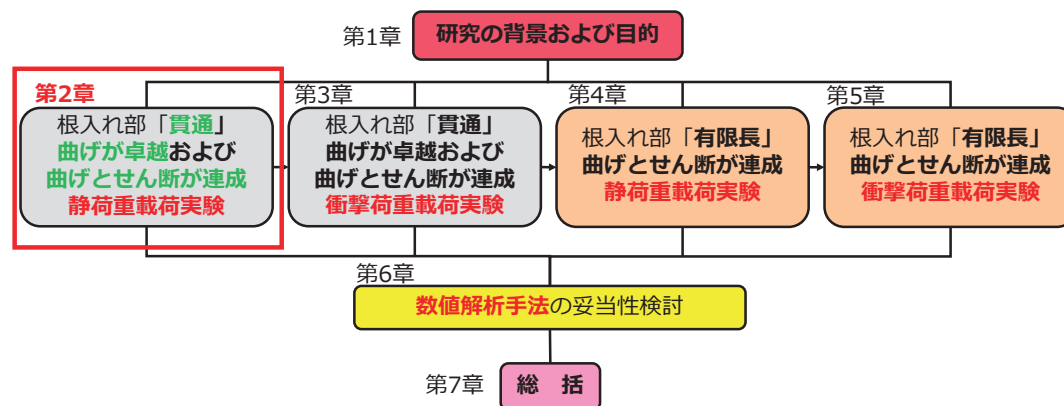 第1章
研究の背景および目的
第2章
根入れ部「貫通」
曲げが卓越および
曲げとせん断が連成
静荷重載荷実験
第3章
根入れ部「貫通」
曲げが卓越および
曲げとせん断が連成
衝撃荷重載荷実験
第4章
根入れ部「有限長」
曲げとせん断が連成
静荷重載荷実験
第5章
根入れ部「有限長」
曲げとせん断が連成
衝撃荷重載荷実験
第6章
数値解析手法の妥当性検討
第7章
総　括